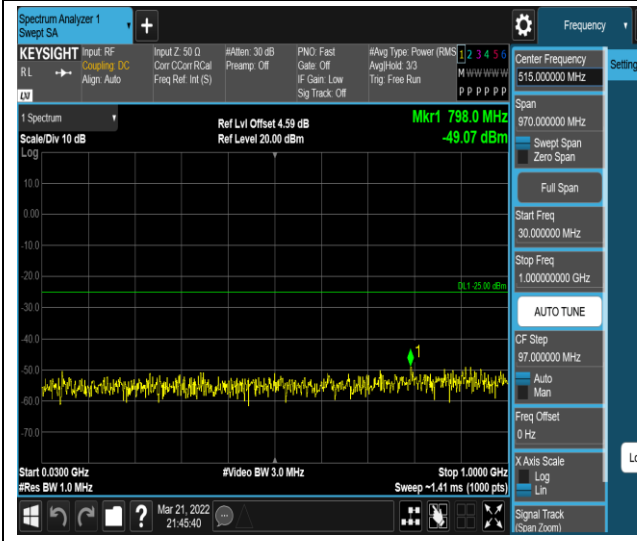 Spectrum Analyzer 1
Swept SA
Frequency
KEYSIGHT
RL
LXI
Input: RF
Coupling: DC
Align: Auto
Input Z: 50 Ω
Corr CCorr RCal
Freq Ref: Int (S)
#Atten: 30 dB
Preamp: Off
PNO: Fast
Gate: Off
IF Gain: Low
Sig Track: Off
#Avg Type: Power (RMS
Avg|Hold: 3/3
Trig: Free Run
1 2 3 4 5 6
M W W W W W
P P P P P P
1 Spectrum
Scale/Div 10 dB
Log
Ref Lvl Offset 4.59 dB
Ref Level 20.00 dBm
Mkr1 798.0 MHz
-49.07 dBm
10.0
0.00
-10.0
-20.0
DL1 -25.00 dBm
-30.0
-40.0
1
-50.0
-60.0
-70.0
Start 0.0300 GHz
#Res BW 1.0 MHz
#Video BW 3.0 MHz
Stop 1.0000 GHz
Sweep ~1.41 ms (1000 pts)
?
Mar 21, 2022
21:45:40
Center Frequency
515.000000 MHz
Setting
Span
970.000000 MHz
Swept Span
Zero Span
Full Span
Start Freq
30.000000 MHz
Stop Freq
1.000000000 GHz
AUTO TUNE
CF Step
97.000000 MHz
Auto
Man
Freq Offset
0 Hz
X Axis Scale
Log
Lin
Lo
Signal Track
(Span Zoom)